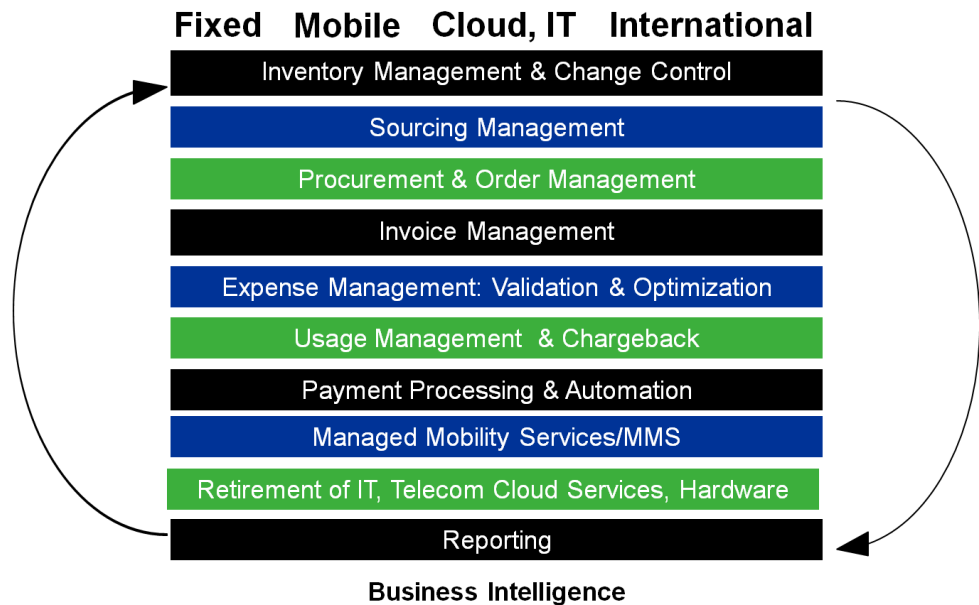 Fixed Mobile Cloud, IT International
Inventory Management & Change Control
Sourcing Management
Procurement & Order Management
Invoice Management
Expense Management: Validation & Optimization
Usage Management & Chargeback
Payment Processing & Automation
Managed Mobility Services/MMS
Retirement of IT, Telecom Cloud Services, Hardware
Reporting
Business Intelligence